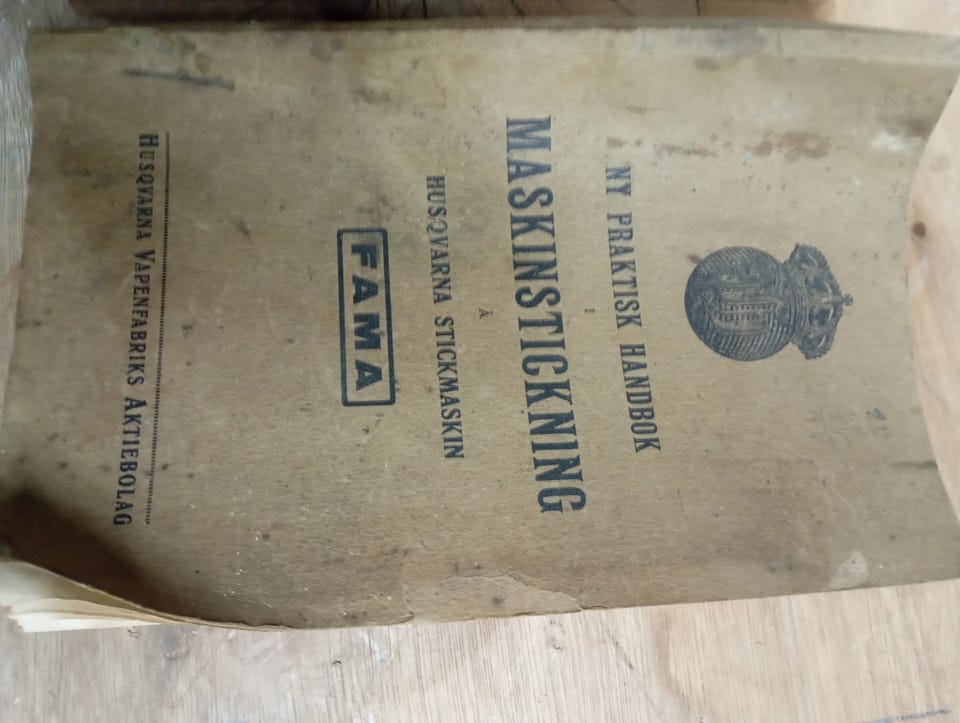 NY PRAKTISK HANDBOK
I
MASKINSTICKNING
Å
HUSQVARNA STICKMASKIN
FAMA
HUSQVARNA VAPENFABRIKS AKTIEBOLAG